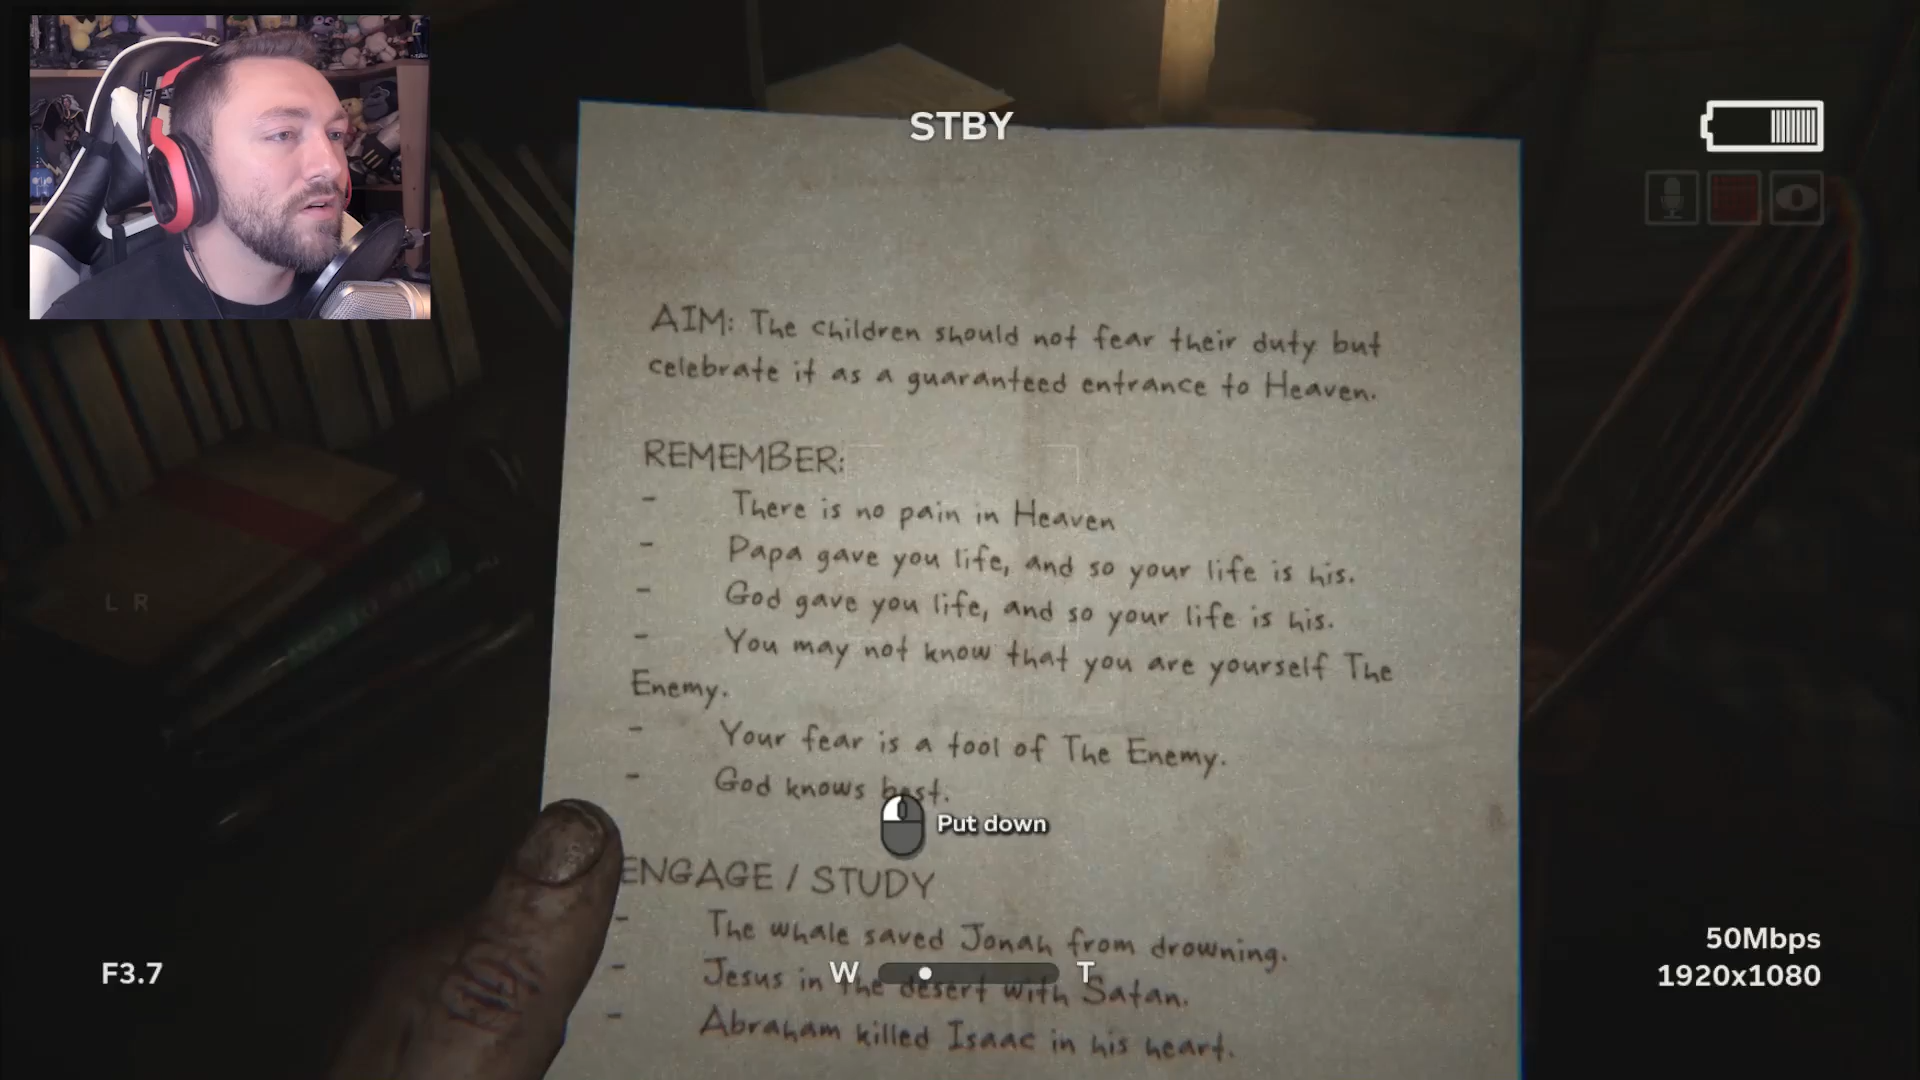 STBY
AIM: The children should not fear their duty but
celebrate it as a guaranteed entrance to Heaven.
REMEMBER:
- There is no pain in Heaven
- Papa gave you life, and so your life is his.
- God gave you life, and so your life is his.
- You may not know that you are yourself The
Enemy.
- Your fear is a tool of The Enemy.
- God knows best.
Put down
ENGAGE / STUDY
- The whale saved Jonah from drowning.
- Jesus in the desert with Satan.
- Abraham killed Isaac in his heart.
L R
F3.7
W T
50Mbps
1920x1080